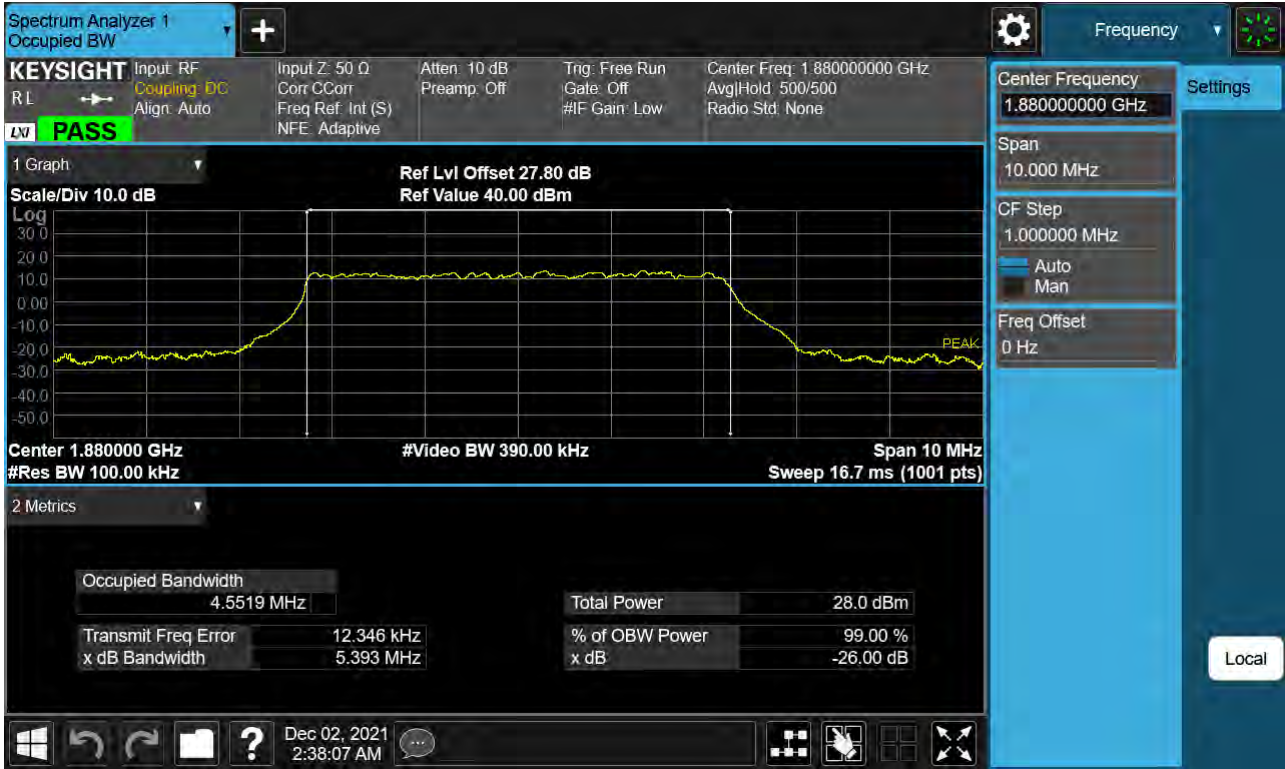 Spectrum Analyzer 1
Occupied BW
Frequency
KEYSIGHT
R L
LXI
PASS
Input: RF
Coupling: DC
Align: Auto
Input Z: 50 Ω
Corr CCorr
Freq Ref: Int (S)
NFE: Adaptive
Atten: 10 dB
Preamp: Off
Trig: Free Run
Gate: Off
#IF Gain: Low
Center Freq: 1.880000000 GHz
Avg|Hold: 500/500
Radio Std: None
1 Graph
Scale/Div 10.0 dB
Ref Lvl Offset 27.80 dB
Ref Value 40.00 dBm
Log
30.0
20.0
10.0
0.00
-10.0
-20.0
-30.0
-40.0
-50.0
PEAK
Center 1.880000 GHz
#Res BW 100.00 kHz
#Video BW 390.00 kHz
Span 10 MHz
Sweep 16.7 ms (1001 pts)
2 Metrics
Occupied Bandwidth
4.5519 MHz
Transmit Freq Error 12.346 kHz
x dB Bandwidth 5.393 MHz
Total Power 28.0 dBm
% of OBW Power 99.00 %
x dB -26.00 dB
Center Frequency
1.880000000 GHz
Span
10.000 MHz
CF Step
1.000000 MHz
Auto
Man
Freq Offset
0 Hz
Settings
Local
?
Dec 02, 2021
2:38:07 AM